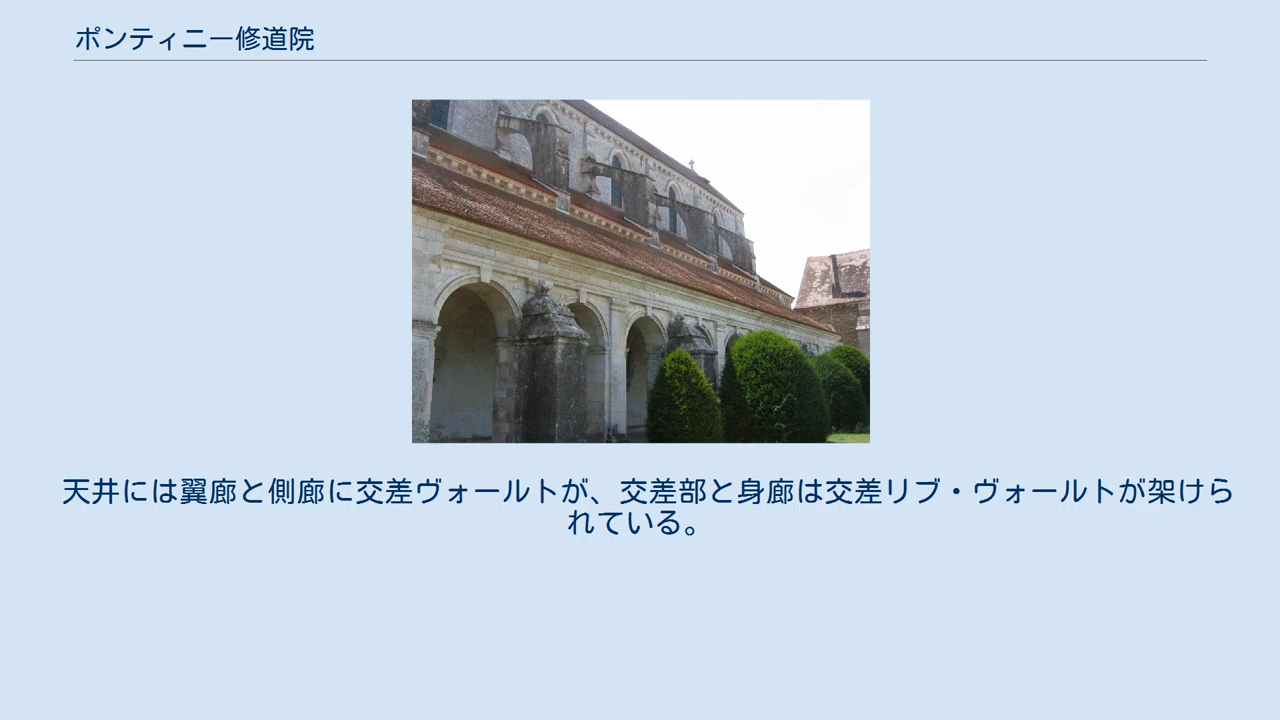 ポンティニー修道院
天井には翼廊と側廊に交差ヴォールトが、交差部と身廊は交差リブ・ヴォールトが架けら
れている。